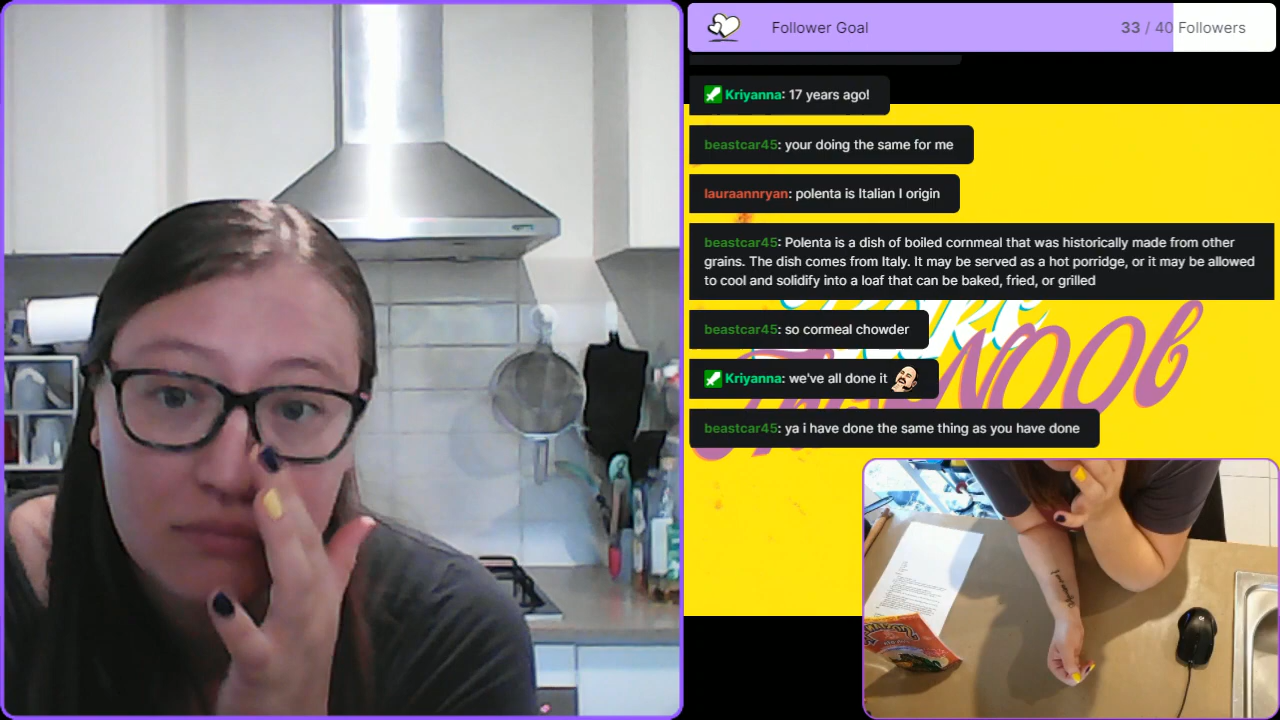 Follower Goal
33 / 40 Followers
Kriyanna: 17 years ago!
beastcar45: your doing the same for me
lauraannryan: polenta is Italian I origin
beastcar45: Polenta is a dish of boiled cornmeal that was historically made from other
grains. The dish comes from Italy. It may be served as a hot porridge, or it may be allowed
to cool and solidify into a loaf that can be baked, fried, or grilled
beastcar45: so cormeal chowder
Kriyanna: we've all done it
beastcar45: ya i have done the same thing as you have done
NOOb